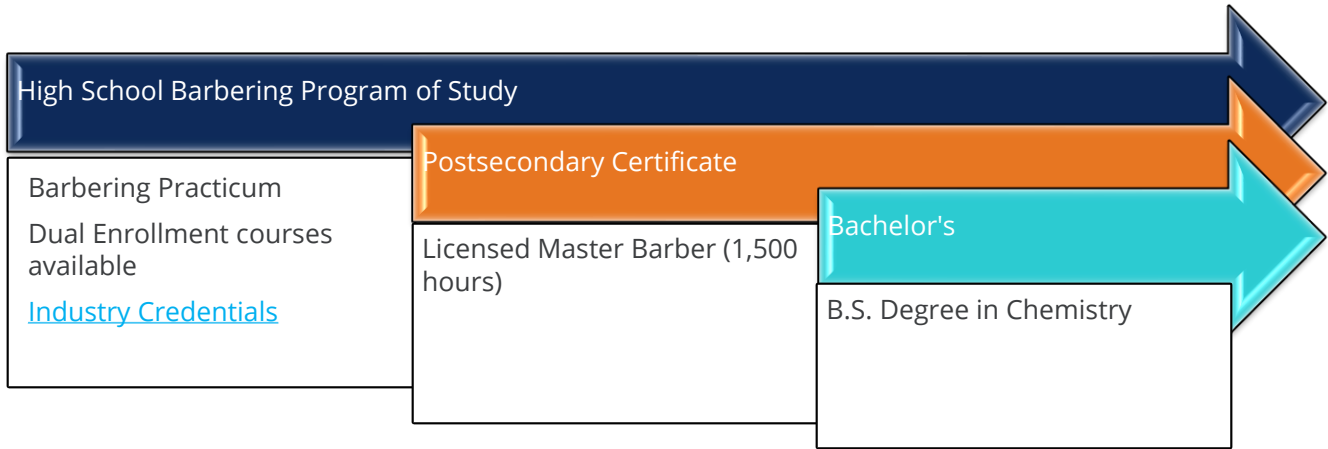 High School Barbering Program of Study
Barbering Practicum
Dual Enrollment courses
available
Industry Credentials
Postsecondary Certificate
Licensed Master Barber (1,500
hours)
Bachelor's
B.S. Degree in Chemistry